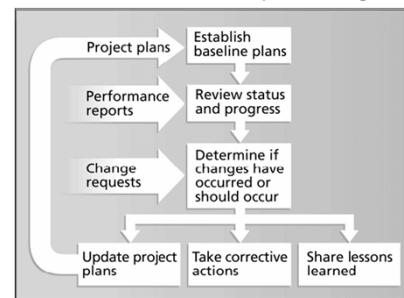 Project plans
Establish
baseline plans
Performance
reports
Review status
and progress
Change
requests
Determine if
changes have
occurred or
should occur
Update project
plans
Take corrective
actions
Share lessons
learned